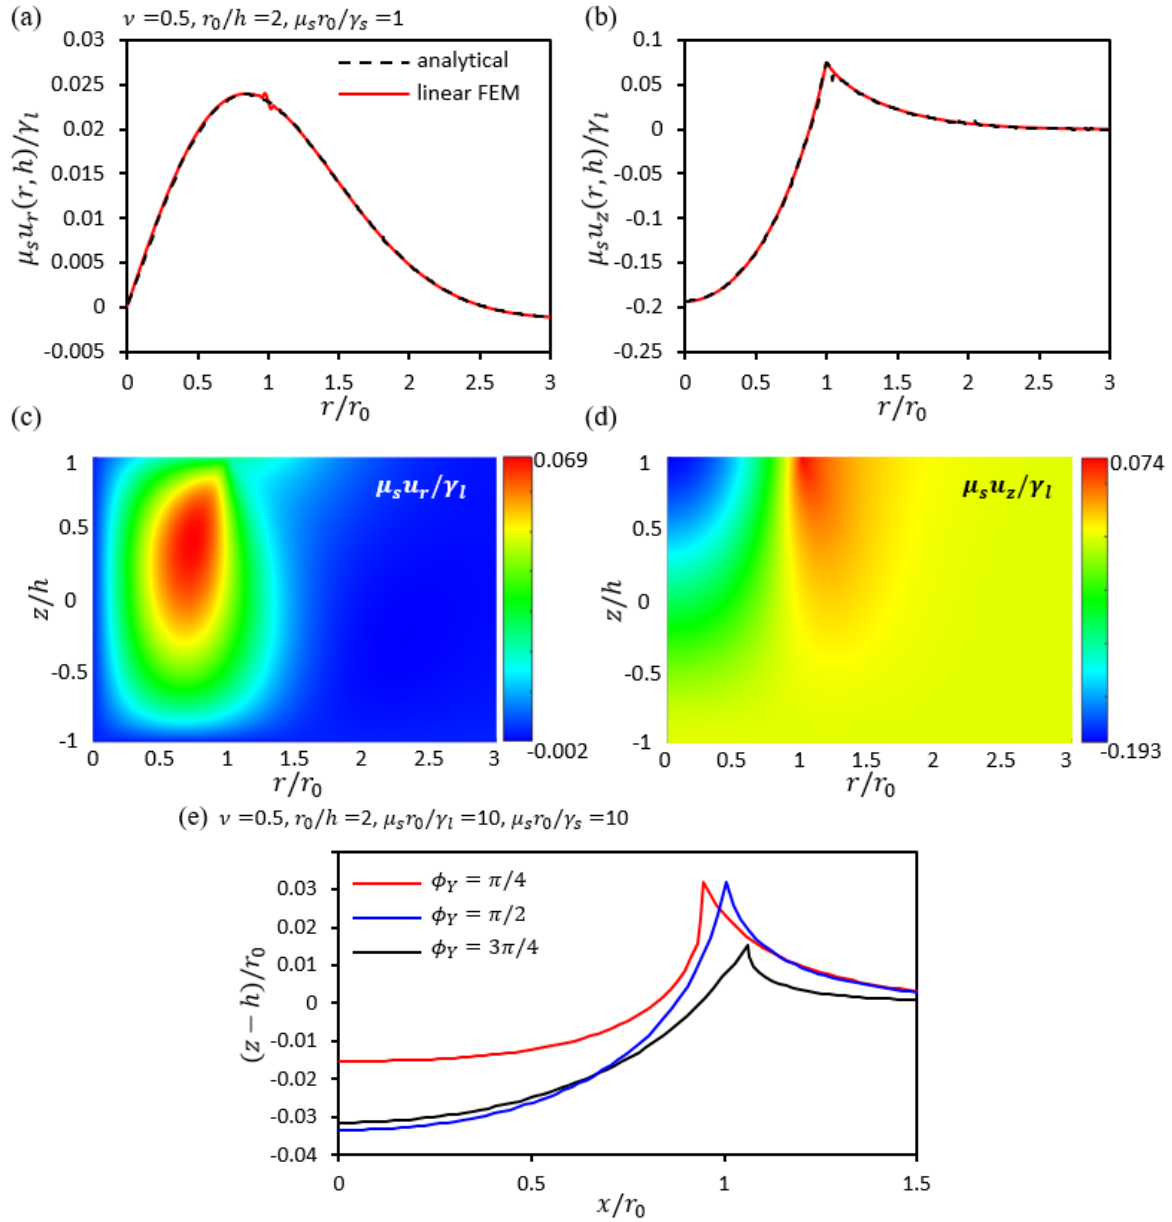 (a)
ν =0.5, r₀/h =2, μₛr₀/γₛ =1
μₛuᵣ(r, h)/γₗ
0.03
0.025
0.02
0.015
0.01
0.005
0
-0.005
analytical
linear FEM
0 0.5 1 1.5 2 2.5 3
r/r₀
(b)
μₛu_z(r, h)/γₗ
0.1
0.05
0
-0.05
-0.1
-0.15
-0.2
-0.25
0 0.5 1 1.5 2 2.5 3
r/r₀
(c)
z/h
1
0.5
0
-0.5
-1
μₛuᵣ/γₗ
0.069
-0.002
0 0.5 1 1.5 2 2.5 3
r/r₀
(d)
z/h
1
0.5
0
-0.5
-1
μₛu_z/γₗ
0.074
-0.193
0 0.5 1 1.5 2 2.5 3
r/r₀
(e) ν =0.5, r₀/h =2, μₛr₀/γₗ =10, μₛr₀/γₛ =10
(z − h)/r₀
0.03
0.02
0.01
0
-0.01
-0.02
-0.03
-0.04
ϕ_Y = π/4
ϕ_Y = π/2
ϕ_Y = 3π/4
0 0.5 1 1.5
x/r₀